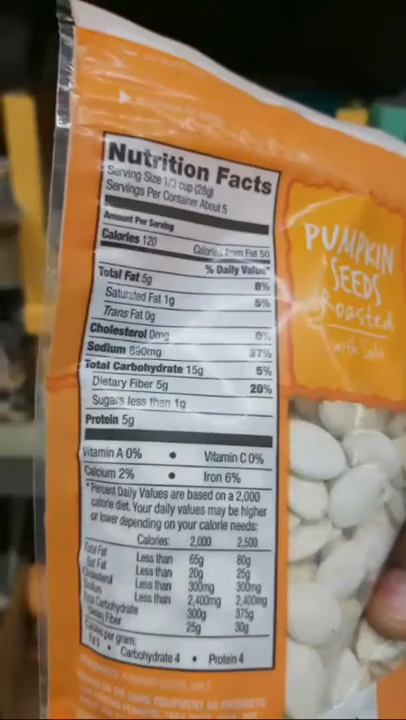 Nutrition Facts
Serving Size 1/3 cup (28g)
Servings Per Container About 5
Amount Per Serving
Calories 120 Calories from Fat 50
% Daily Value*
Total Fat 5g 8%
Saturated Fat 1g 5%
Trans Fat 0g
Cholesterol 0mg 0%
Sodium 890mg 37%
Total Carbohydrate 15g 5%
Dietary Fiber 5g 20%
Sugars less than 1g
Protein 5g
Vitamin A 0% • Vitamin C 0%
Calcium 2% • Iron 6%
*Percent Daily Values are based on a 2,000
calorie diet. Your daily values may be higher
or lower depending on your calorie needs:
Calories: 2,000 2,500
Total Fat Less than 65g 80g
Sat Fat Less than 20g 25g
Cholesterol Less than 300mg 300mg
Sodium Less than 2,400mg 2,400mg
Total Carbohydrate 300g 375g
Dietary Fiber 25g 30g
Calories per gram:
Fat 9 • Carbohydrate 4 • Protein 4
PUMPKIN
SEEDS
Roasted
with Salt